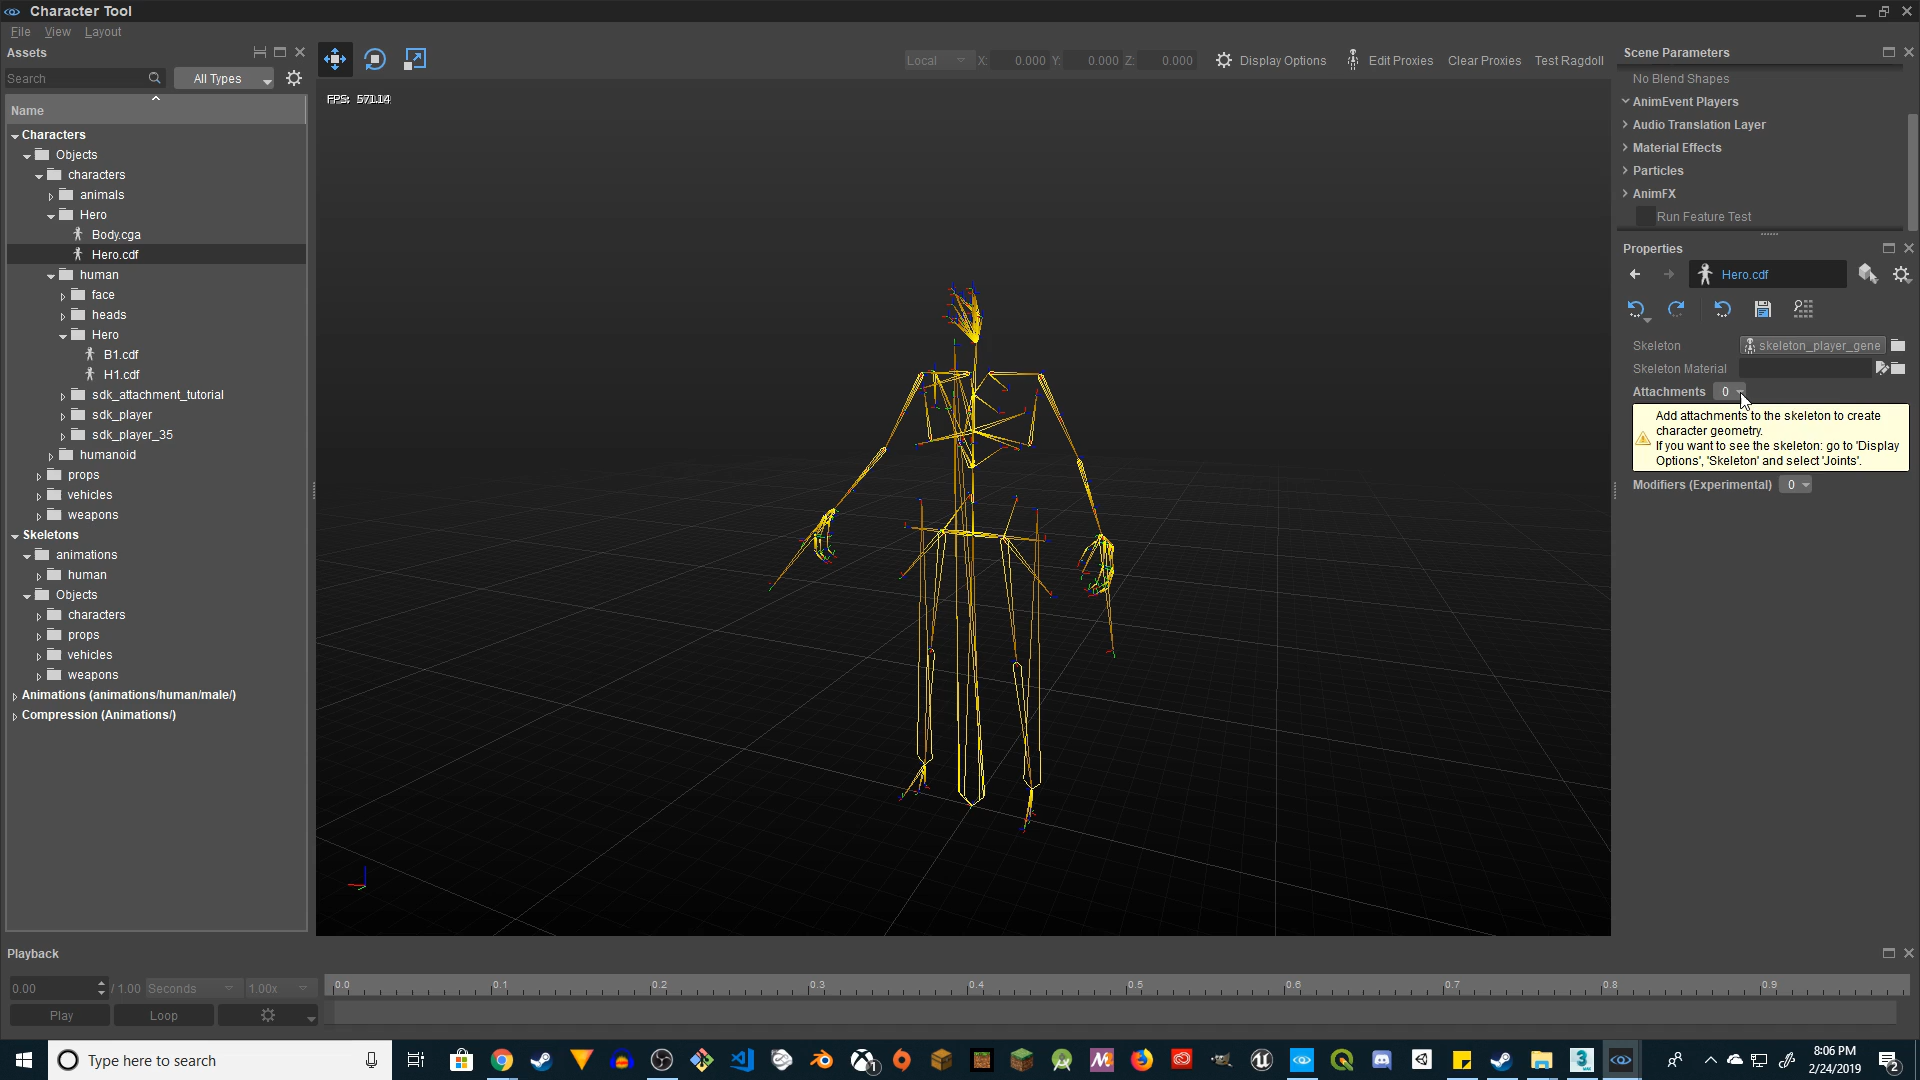 Character Tool
File View Layout
Assets
Search
All Types
Name
Characters
Objects
characters
animals
Hero
Body.cga
Hero.cdf
human
face
heads
Hero
B1.cdf
H1.cdf
sdk_attachment_tutorial
sdk_player
sdk_player_35
humanoid
props
vehicles
weapons
Skeletons
animations
human
Objects
characters
props
vehicles
weapons
Animations (animations/human/male/)
Compression (Animations/)
Local X: 0.000 Y: 0.000 Z: 0.000 Display Options Edit Proxies Clear Proxies Test Ragdoll
FPS: 571.14
Scene Parameters
No Blend Shapes
AnimEvent Players
Audio Translation Layer
Material Effects
Particles
AnimFX
Run Feature Test
Properties
Hero.cdf
Skeleton skeleton_player_gene
Skeleton Material
Attachments 0
Add attachments to the skeleton to create
character geometry.
If you want to see the skeleton: go to 'Display
Options', 'Skeleton' and select 'Joints'.
Modifiers (Experimental) 0
Playback
0.00 / 1.00 Seconds 1.00x
0.0 0.1 0.2 0.3 0.4 0.5 0.6 0.7 0.8 0.9
Play Loop
Type here to search
8:06 PM
2/24/2019
2